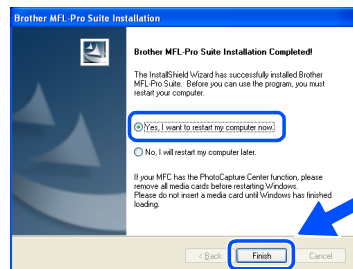 Brother MFL-Pro Suite Installation
Brother MFL-Pro Suite Installation Completed!
The InstallShield Wizard has successfully installed Brother
MFL-Pro Suite. Before you can use the program, you must
restart your computer.
Yes, I want to restart my computer now.
No, I will restart my computer later.
If your MFC has the PhotoCapture Center function, please
remove all media cards before restarting Windows.
Please do not insert a media card until Windows has finished
loading.
< Back
Finish
Cancel